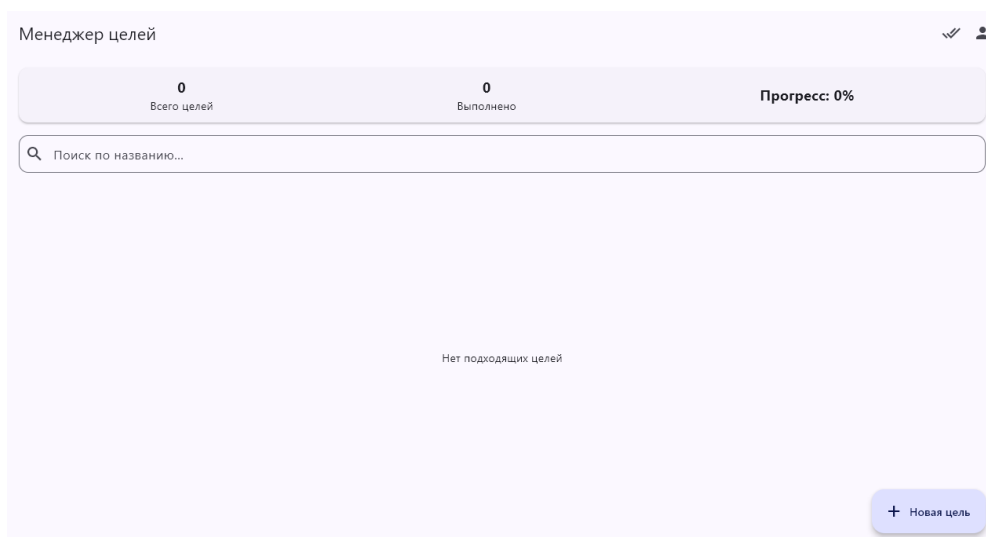 Менеджер целей
0
Всего целей
0
Выполнено
Прогресс: 0%
Поиск по названию...
Нет подходящих целей
Новая цель